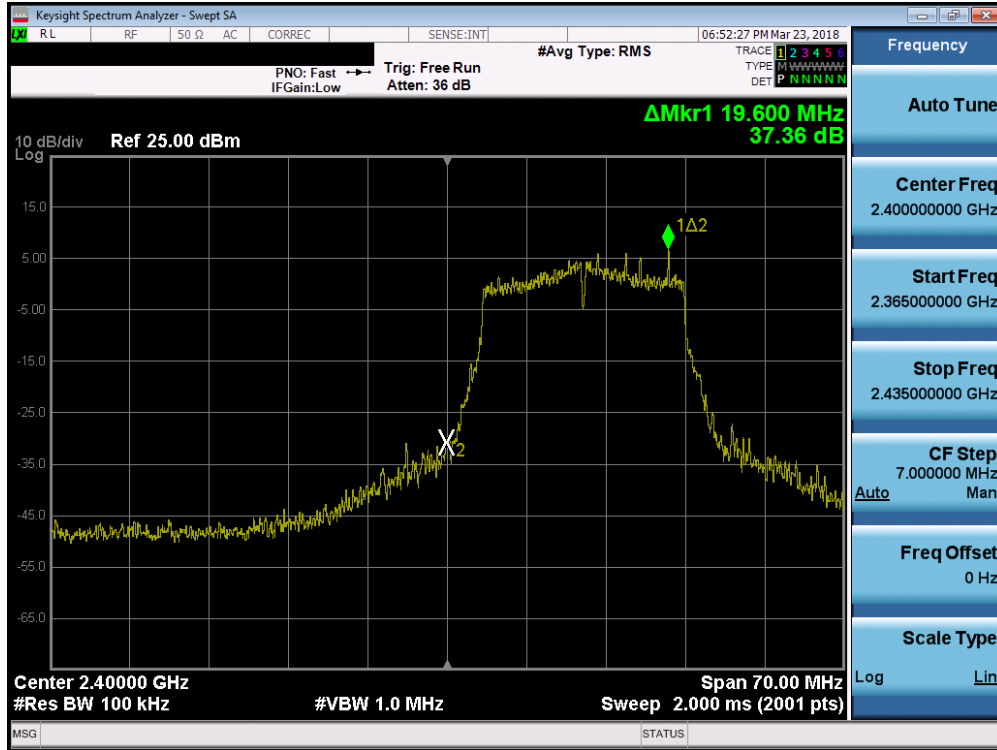 Keysight Spectrum Analyzer - Swept SA
LXI RL RF 50 Ω AC CORREC SENSE:INT 06:52:27 PM Mar 23, 2018
#Avg Type: RMS TRACE 1 2 3 4 5 6
PNO: Fast Trig: Free Run TYPE M WWWWW
IFGain:Low Atten: 36 dB DET P N N N N N
ΔMkr1 19.600 MHz
37.36 dB
10 dB/div Ref 25.00 dBm
Log
15.0
5.00
-5.00
-15.0
-25.0
-35.0
-45.0
-55.0
-65.0
1Δ2
X2
Center 2.40000 GHz Span 70.00 MHz
#Res BW 100 kHz #VBW 1.0 MHz Sweep 2.000 ms (2001 pts)
MSG STATUS
Frequency
Auto Tune
Center Freq
2.400000000 GHz
Start Freq
2.365000000 GHz
Stop Freq
2.435000000 GHz
CF Step
7.000000 MHz
Auto Man
Freq Offset
0 Hz
Scale Type
Log Lin